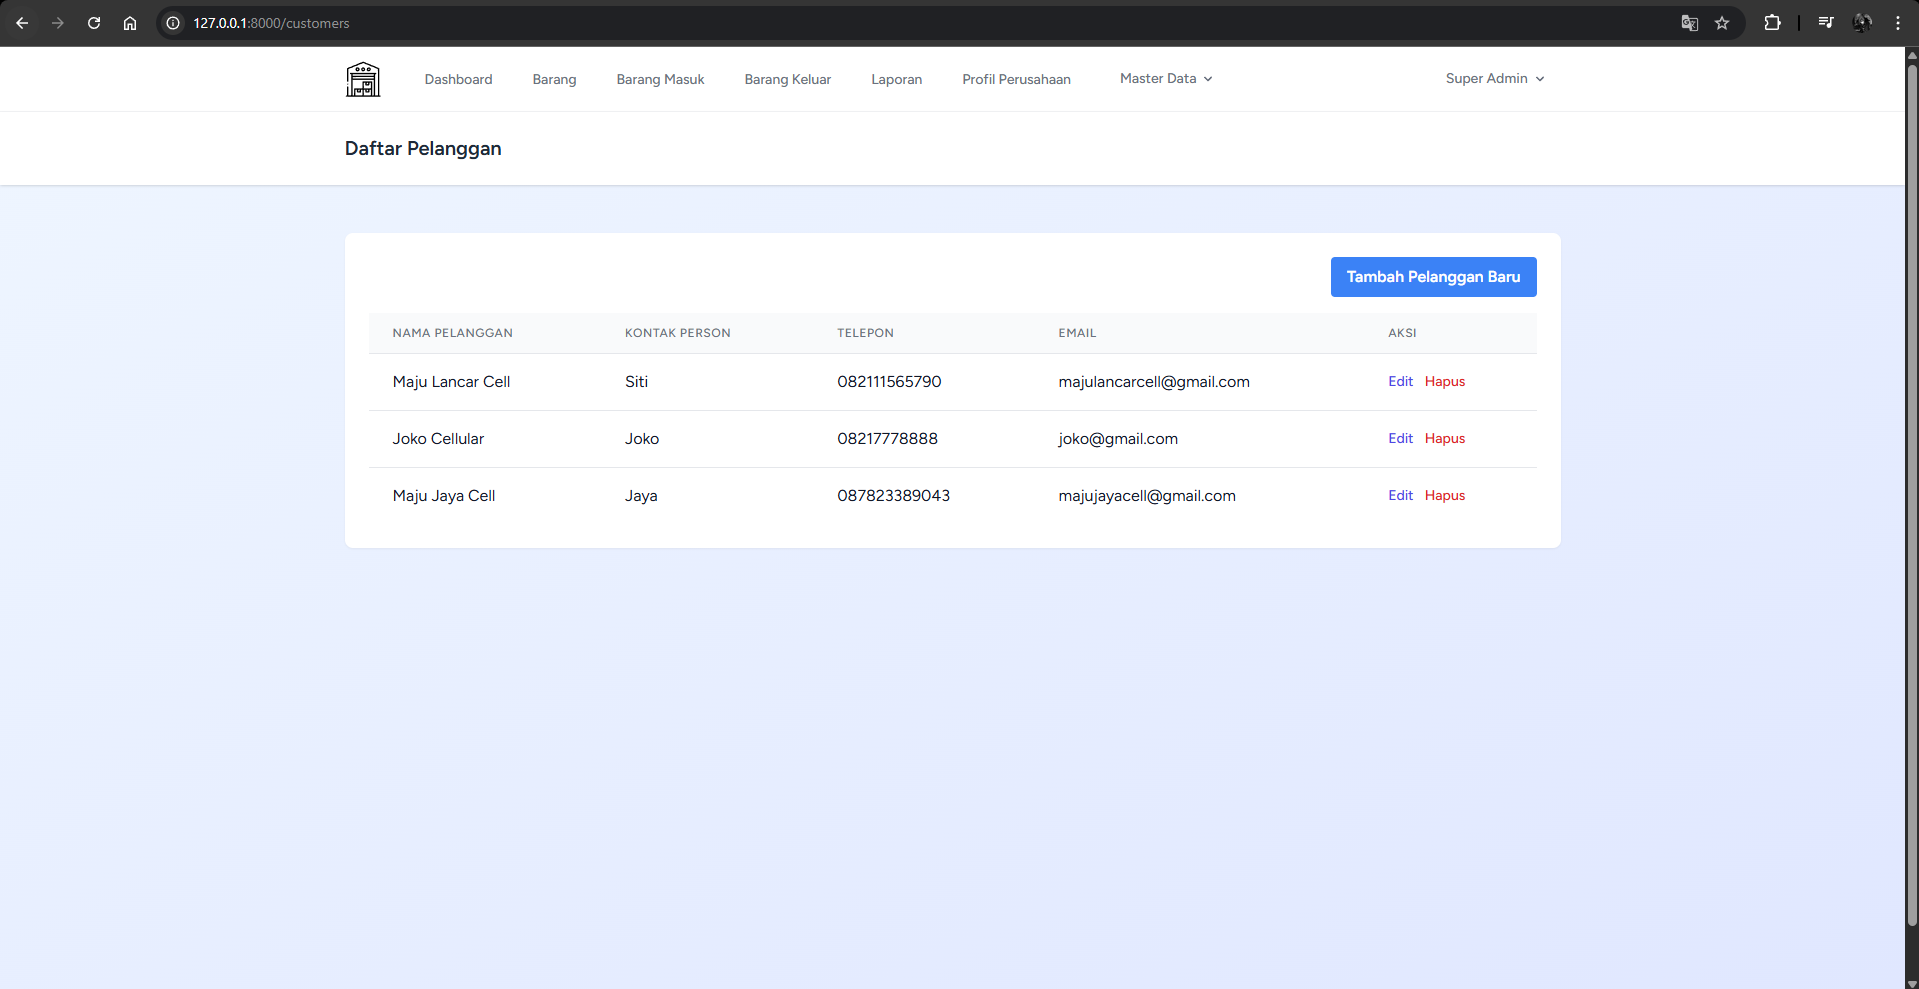 127.0.0.1:8000/customers
Dashboard Barang Barang Masuk Barang Keluar Laporan Profil Perusahaan Master Data Super Admin
Daftar Pelanggan
Tambah Pelanggan Baru
NAMA PELANGGAN KONTAK PERSON TELEPON EMAIL AKSI
Maju Lancar Cell Siti 082111565790 majulancarcell@gmail.com Edit Hapus
Joko Cellular Joko 08217778888 joko@gmail.com Edit Hapus
Maju Jaya Cell Jaya 087823389043 majujayacell@gmail.com Edit Hapus